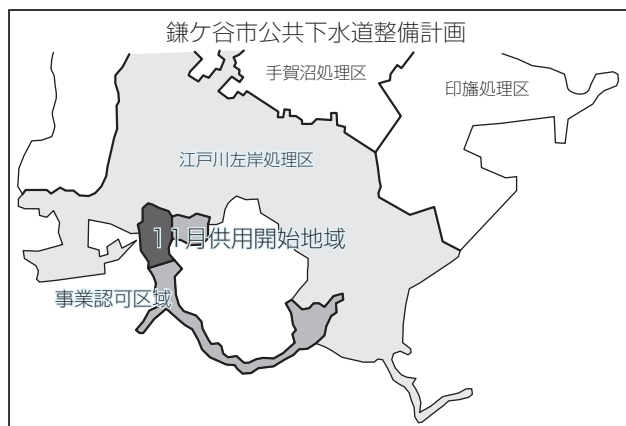 鎌ケ谷市公共下水道整備計画
手賀沼処理区
印旛処理区
江戸川左岸処理区
11月供用開始地域
事業認可区域